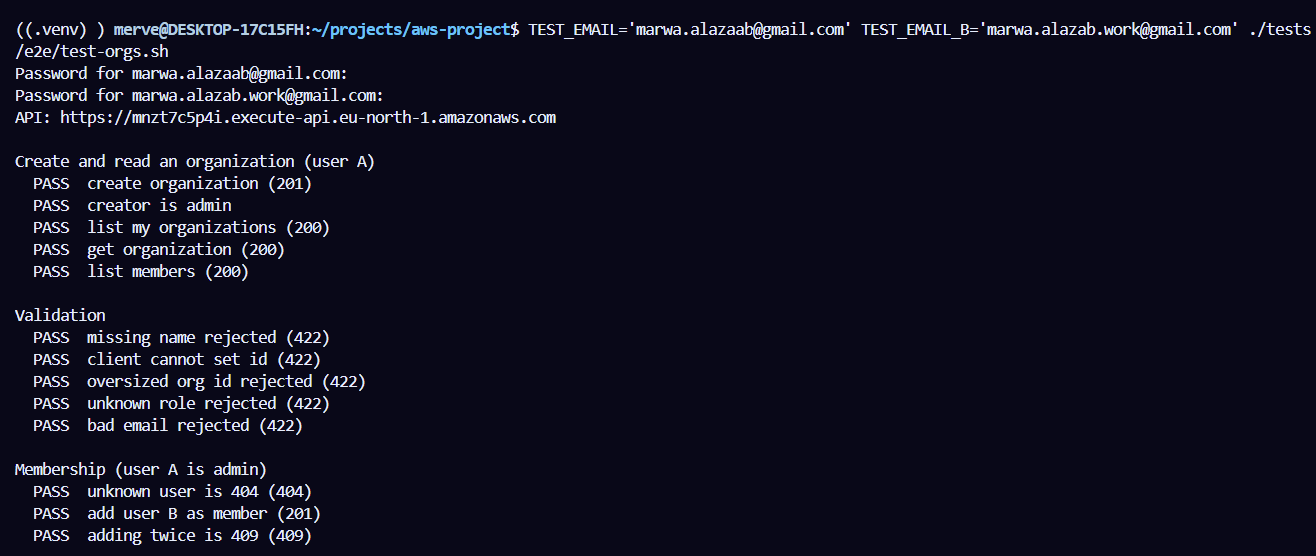 ((.venv) ) merve@DESKTOP-17C15FH:~/projects/aws-project$ TEST_EMAIL='marwa.alazaab@gmail.com' TEST_EMAIL_B='marwa.alazab.work@gmail.com' ./tests
/e2e/test-orgs.sh
Password for marwa.alazaab@gmail.com:
Password for marwa.alazab.work@gmail.com:
API: https://mnzt7c5p4i.execute-api.eu-north-1.amazonaws.com
Create and read an organization (user A)
PASS  create organization (201)
PASS  creator is admin
PASS  list my organizations (200)
PASS  get organization (200)
PASS  list members (200)
Validation
PASS  missing name rejected (422)
PASS  client cannot set id (422)
PASS  oversized org id rejected (422)
PASS  unknown role rejected (422)
PASS  bad email rejected (422)
Membership (user A is admin)
PASS  unknown user is 404 (404)
PASS  add user B as member (201)
PASS  adding twice is 409 (409)